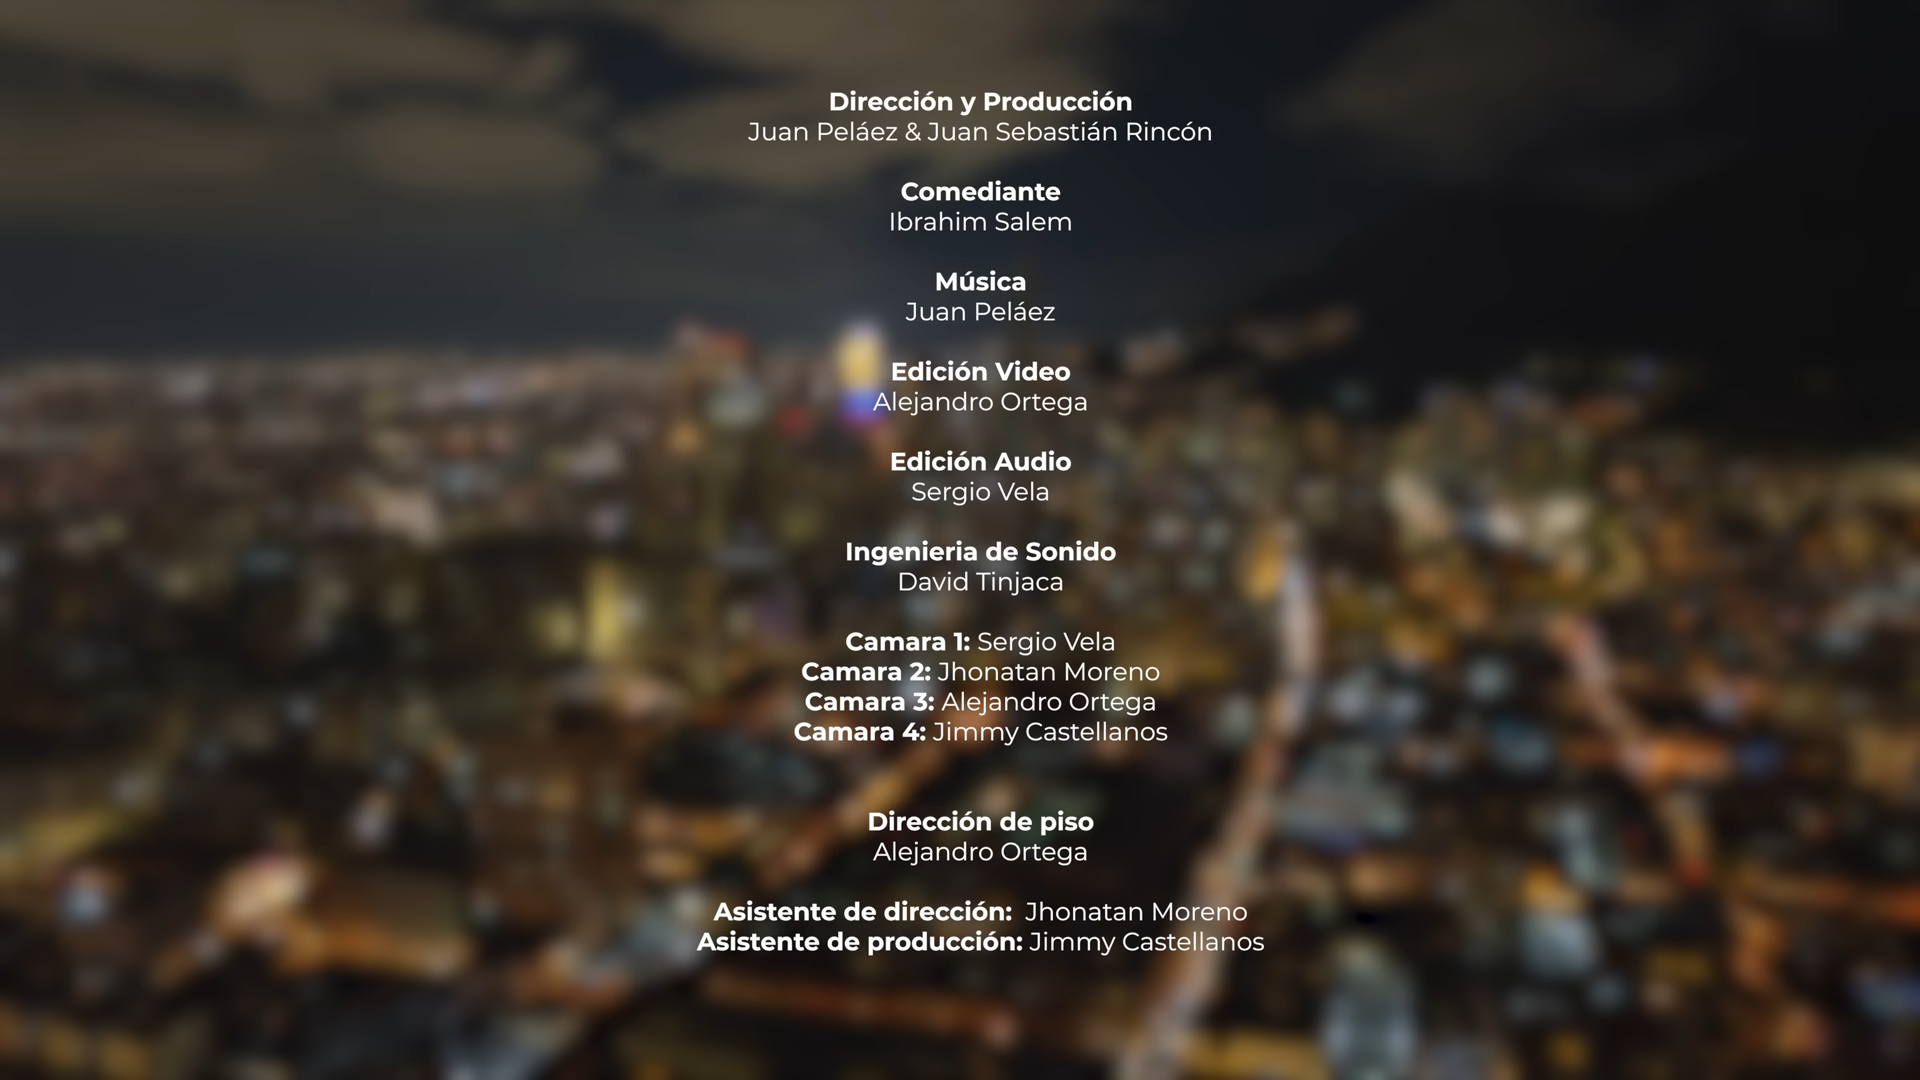 Dirección y Producción
Juan Peláez & Juan Sebastián Rincón
Comediante
Ibrahim Salem
Música
Juan Peláez
Edición Video
Alejandro Ortega
Edición Audio
Sergio Vela
Ingenieria de Sonido
David Tinjaca
Camara 1: Sergio Vela
Camara 2: Jhonatan Moreno
Camara 3: Alejandro Ortega
Camara 4: Jimmy Castellanos
Dirección de piso
Alejandro Ortega
Asistente de dirección: Jhonatan Moreno
Asistente de producción: Jimmy Castellanos